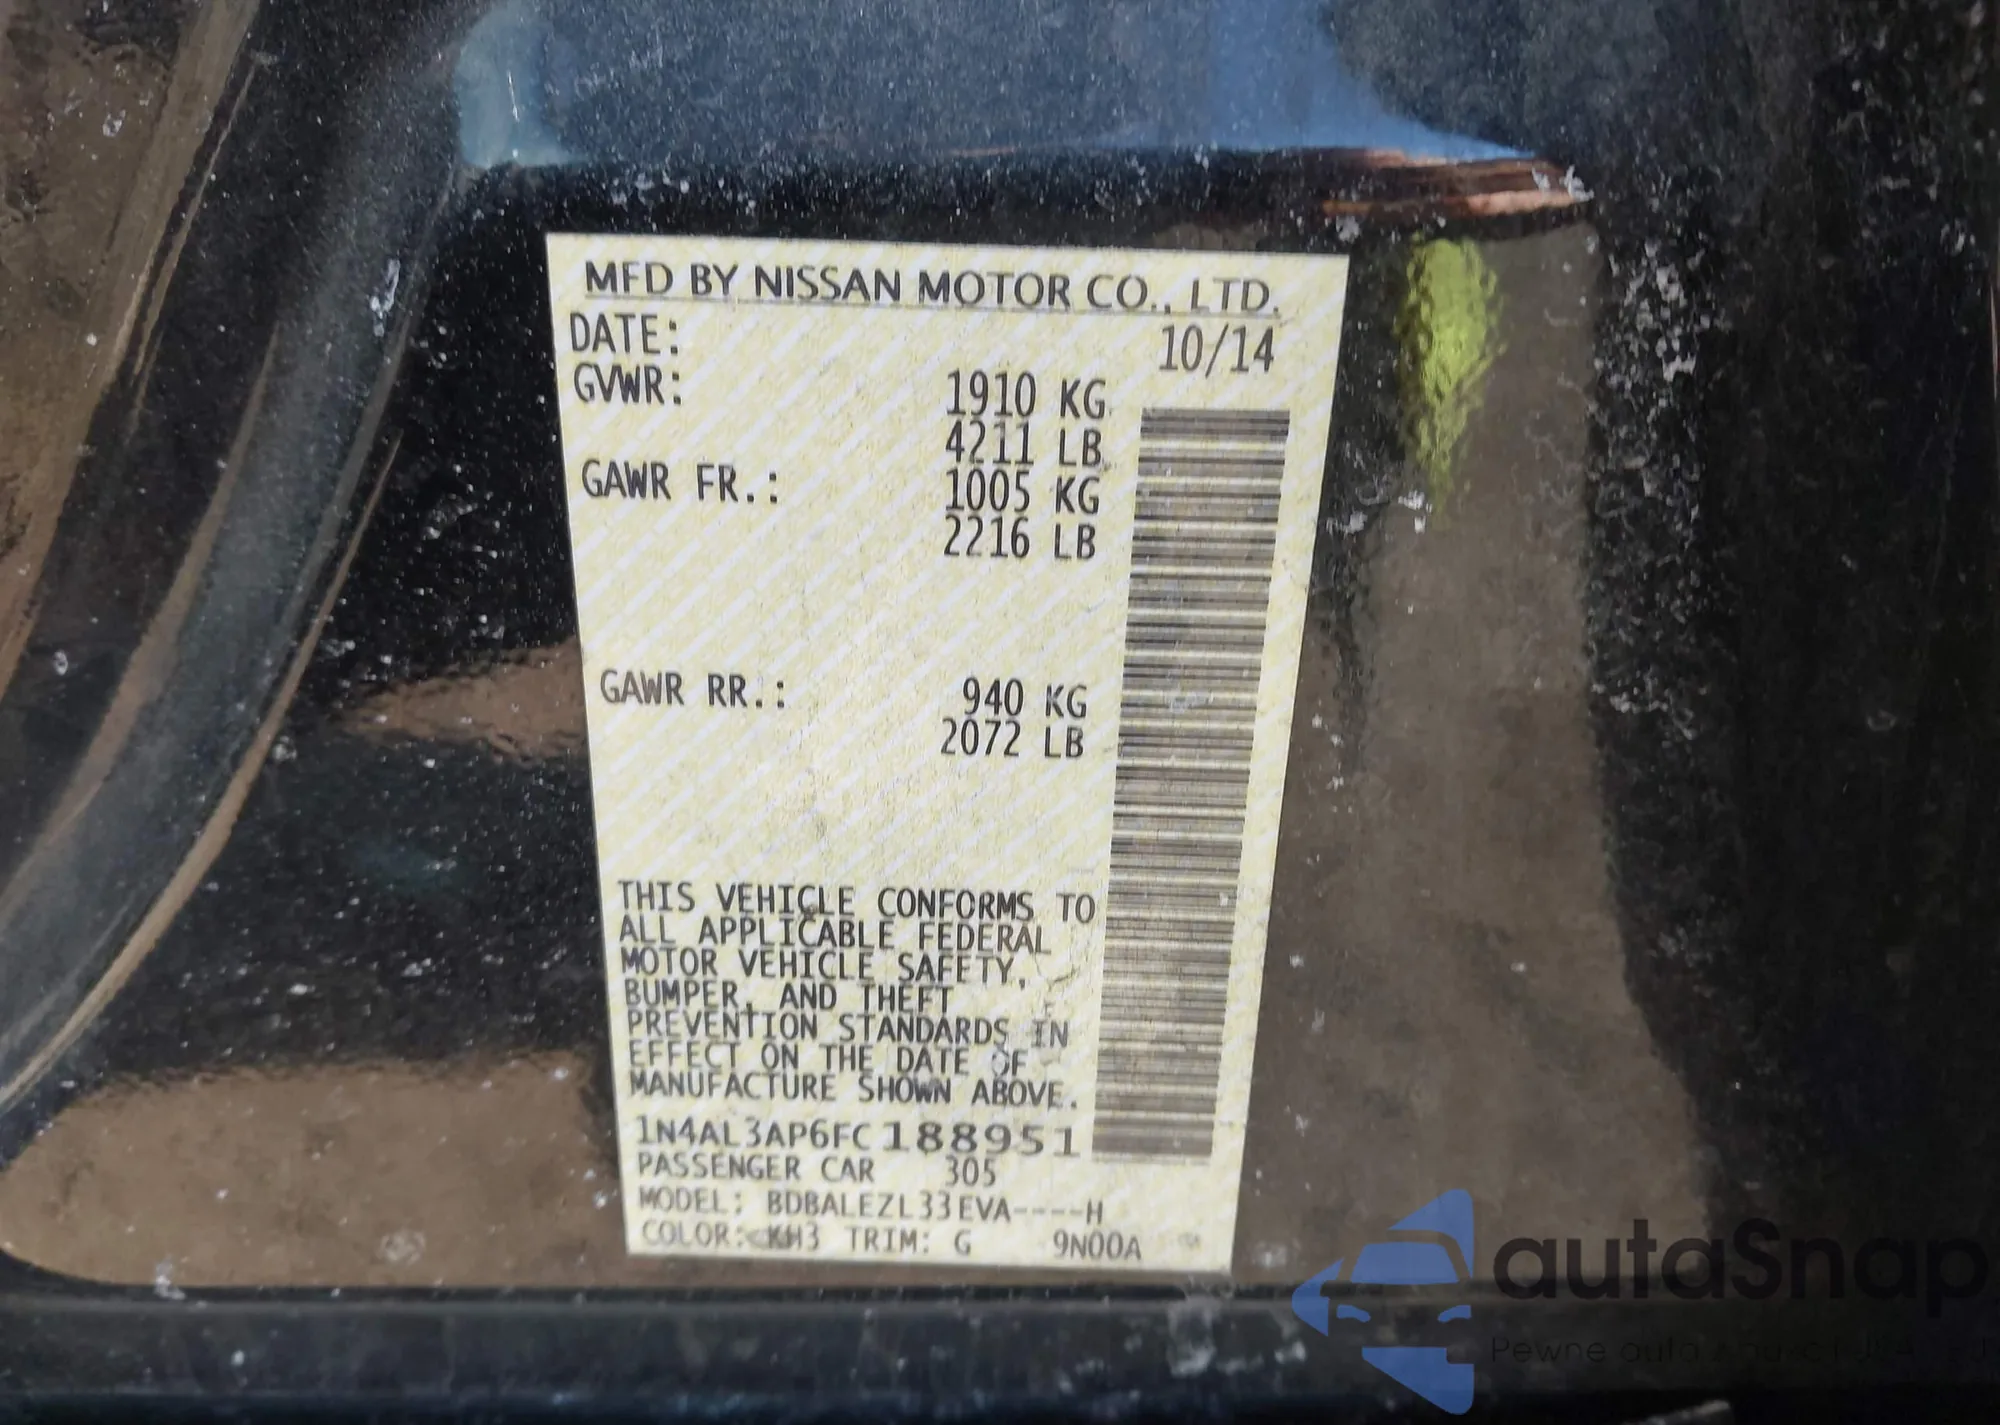 MFD BY NISSAN MOTOR CO., LTD.
DATE: 10/14
GVWR: 1910 KG
4211 LB
GAWR FR.: 1005 KG
2216 LB
GAWR RR.: 940 KG
2072 LB
THIS VEHICLE CONFORMS TO
ALL APPLICABLE FEDERAL
MOTOR VEHICLE SAFETY,
BUMPER, AND THEFT
PREVENTION STANDARDS IN
EFFECT ON THE DATE OF
MANUFACTURE SHOWN ABOVE.
1N4AL3AP6FC188951
PASSENGER CAR 305
MODEL: BDBALEZL33EVA----H
COLOR: KH3 TRIM: G 9N00A
autaSnap
Pewne auto